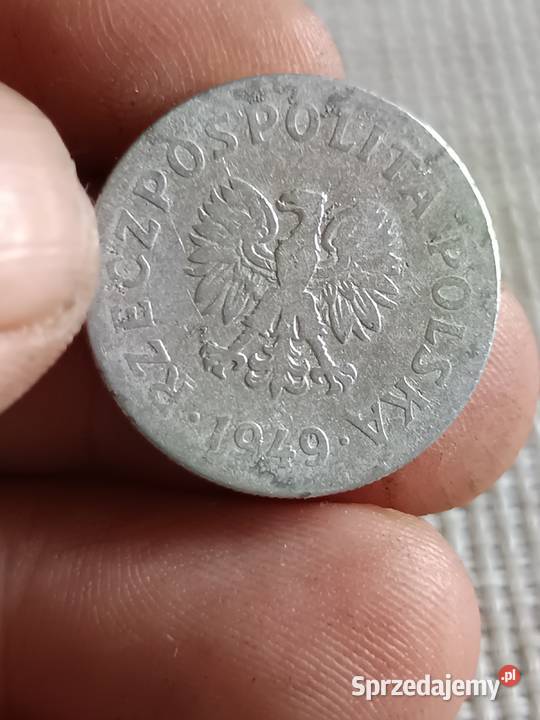 RZECZPOSPOLITA POLSKA
· 1949 ·
Sprzedajemy.pl